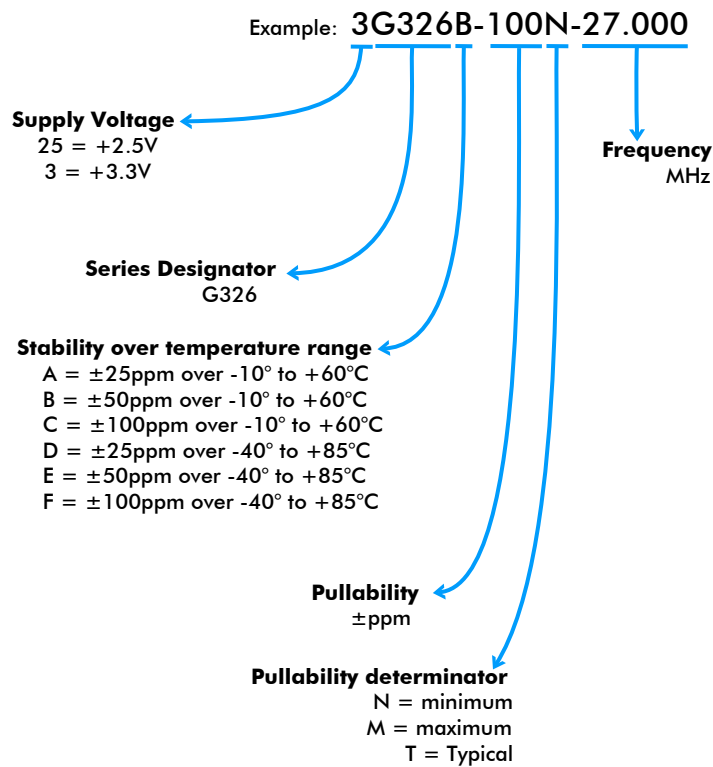 Example: 3G326B-100N-27.000
Supply Voltage
25 = +2.5V
3 = +3.3V
Frequency
MHz
Series Designator
G326
Stability over temperature range
A = ±25ppm over -10° to +60°C
B = ±50ppm over -10° to +60°C
C = ±100ppm over -10° to +60°C
D = ±25ppm over -40° to +85°C
E = ±50ppm over -40° to +85°C
F = ±100ppm over -40° to +85°C
Pullability
±ppm
Pullability determinator
N = minimum
M = maximum
T = Typical